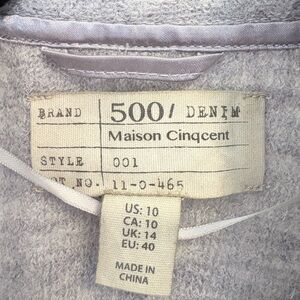 BRAND 500/ DENIM
Maison Cinqcent
STYLE 001
NO. 11-0-465
US: 10
CA: 10
UK: 14
EU: 40
MADE IN
CHINA